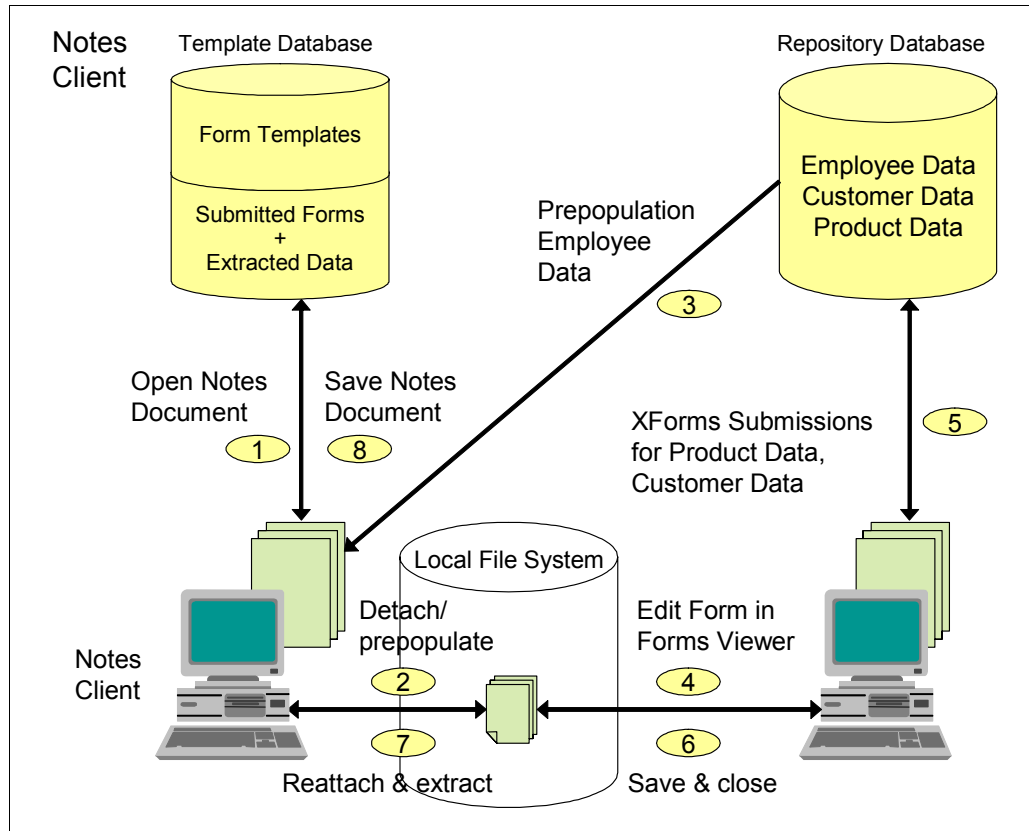 Notes
Client
Template Database
Repository Database
Form Templates
Submitted Forms
+
Extracted Data
Employee Data
Customer Data
Product Data
Prepopulation
Employee
Data
3
Open Notes
Document
1
Save Notes
Document
8
XForms Submissions
for Product Data,
Customer Data
5
Local File System
Notes
Client
Detach/
prepopulate
2
7
Reattach & extract
Edit Form in
Forms Viewer
4
6
Save & close